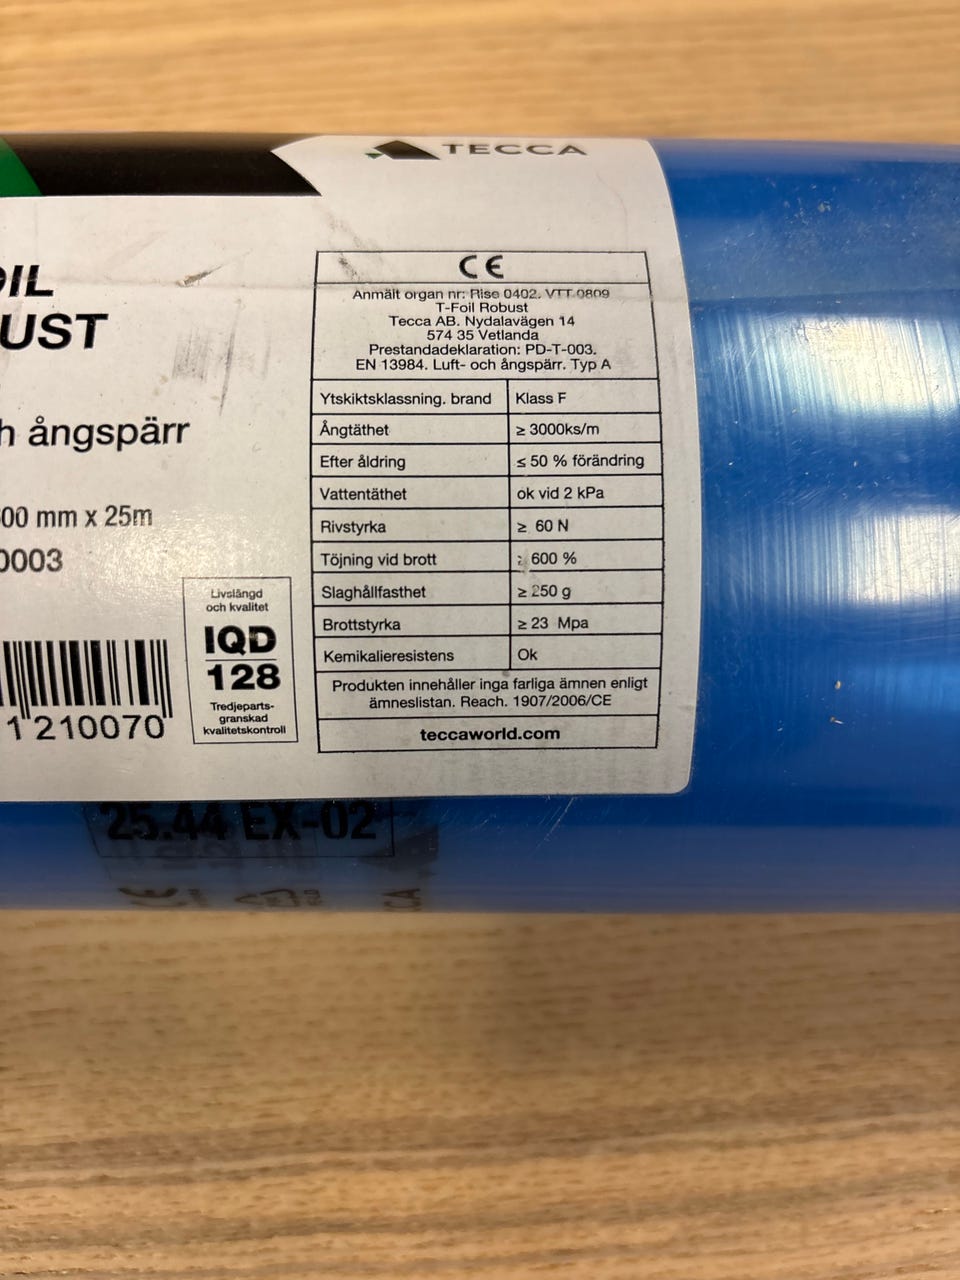 TECCA
OIL
UST
h ångspärr
00 mm x 25m
0003
1 210070
Livslängd
och kvalitet
IQD
128
Tredjeparts-
granskad
kvalitetskontroll
CE
Anmält organ nr: Rise 0402. VTT 0809
T-Foil Robust
Tecca AB. Nydalavägen 14
574 35 Vetlanda
Prestandadeklaration: PD-T-003.
EN 13984. Luft- och ångspärr. Typ A
Ytskiktsklassning. brand Klass F
Ångtäthet ≥ 3000ks/m
Efter åldring ≤ 50 % förändring
Vattentäthet ok vid 2 kPa
Rivstyrka ≥ 60 N
Töjning vid brott ≥ 600 %
Slaghållfasthet ≥ 250 g
Brottstyrka ≥ 23 Mpa
Kemikalieresistens Ok
Produkten innehåller inga farliga ämnen enligt
ämneslistan. Reach. 1907/2006/CE
teccaworld.com
25.44 EX-02
CE